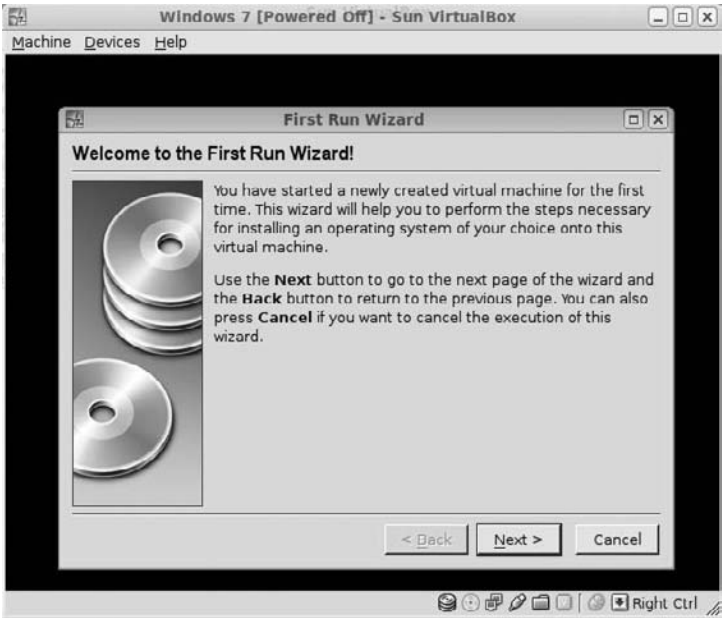 Windows 7 [Powered Off] - Sun VirtualBox
Machine Devices Help
First Run Wizard
Welcome to the First Run Wizard!
You have started a newly created virtual machine for the first
time. This wizard will help you to perform the steps necessary
for installing an operating system of your choice onto this
virtual machine.
Use the Next button to go to the next page of the wizard and
the Back button to return to the previous page. You can also
press Cancel if you want to cancel the execution of this
wizard.
< Back Next > Cancel
Right Ctrl